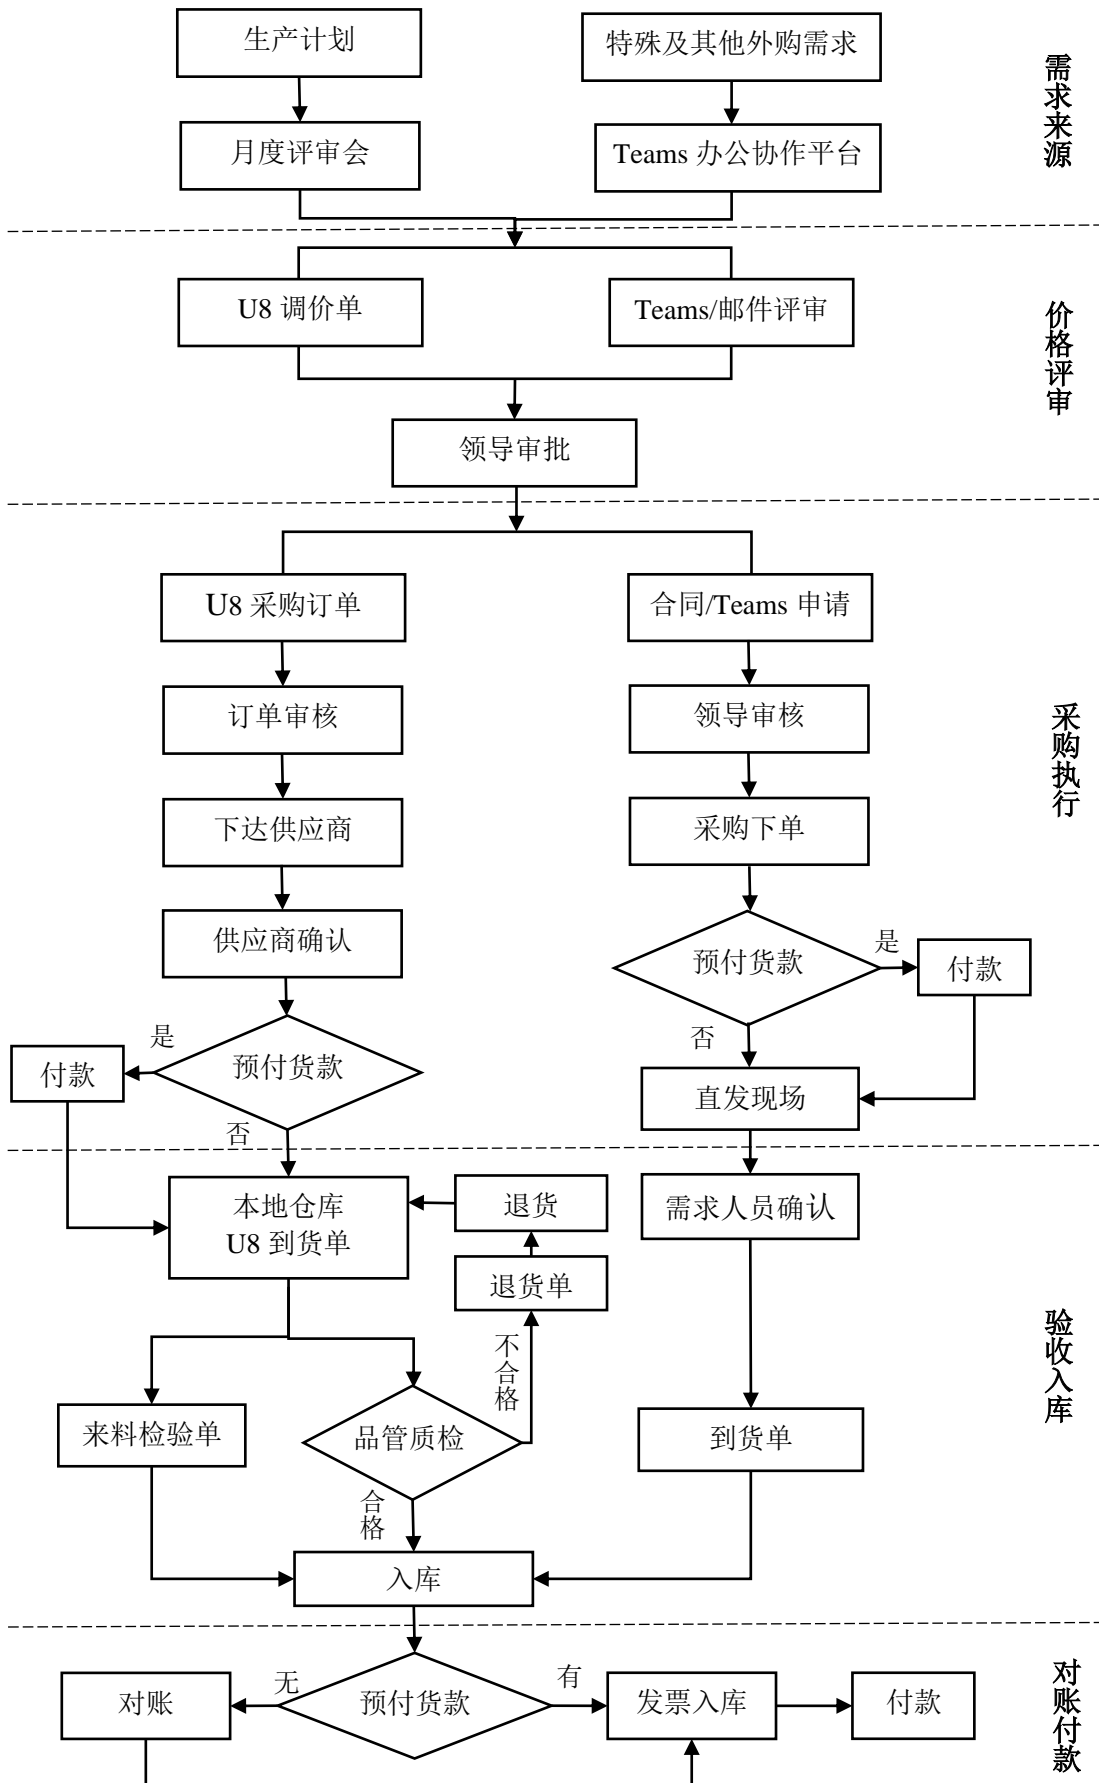 生产计划
特殊及其他外购需求
需求来源
月度评审会
Teams 办公协作平台
U8 调价单
Teams/邮件评审
价格评审
领导审批
U8 采购订单
合同/Teams 申请
订单审核
领导审核
采购执行
下达供应商
采购下单
供应商确认
预付货款
是
付款
否
是
付款
预付货款
直发现场
否
本地仓库
U8 到货单
退货
需求人员确认
退货单
不合格
验收入库
来料检验单
品管质检
到货单
合格
入库
对账
无
预付货款
有
发票入库
付款
对账付款